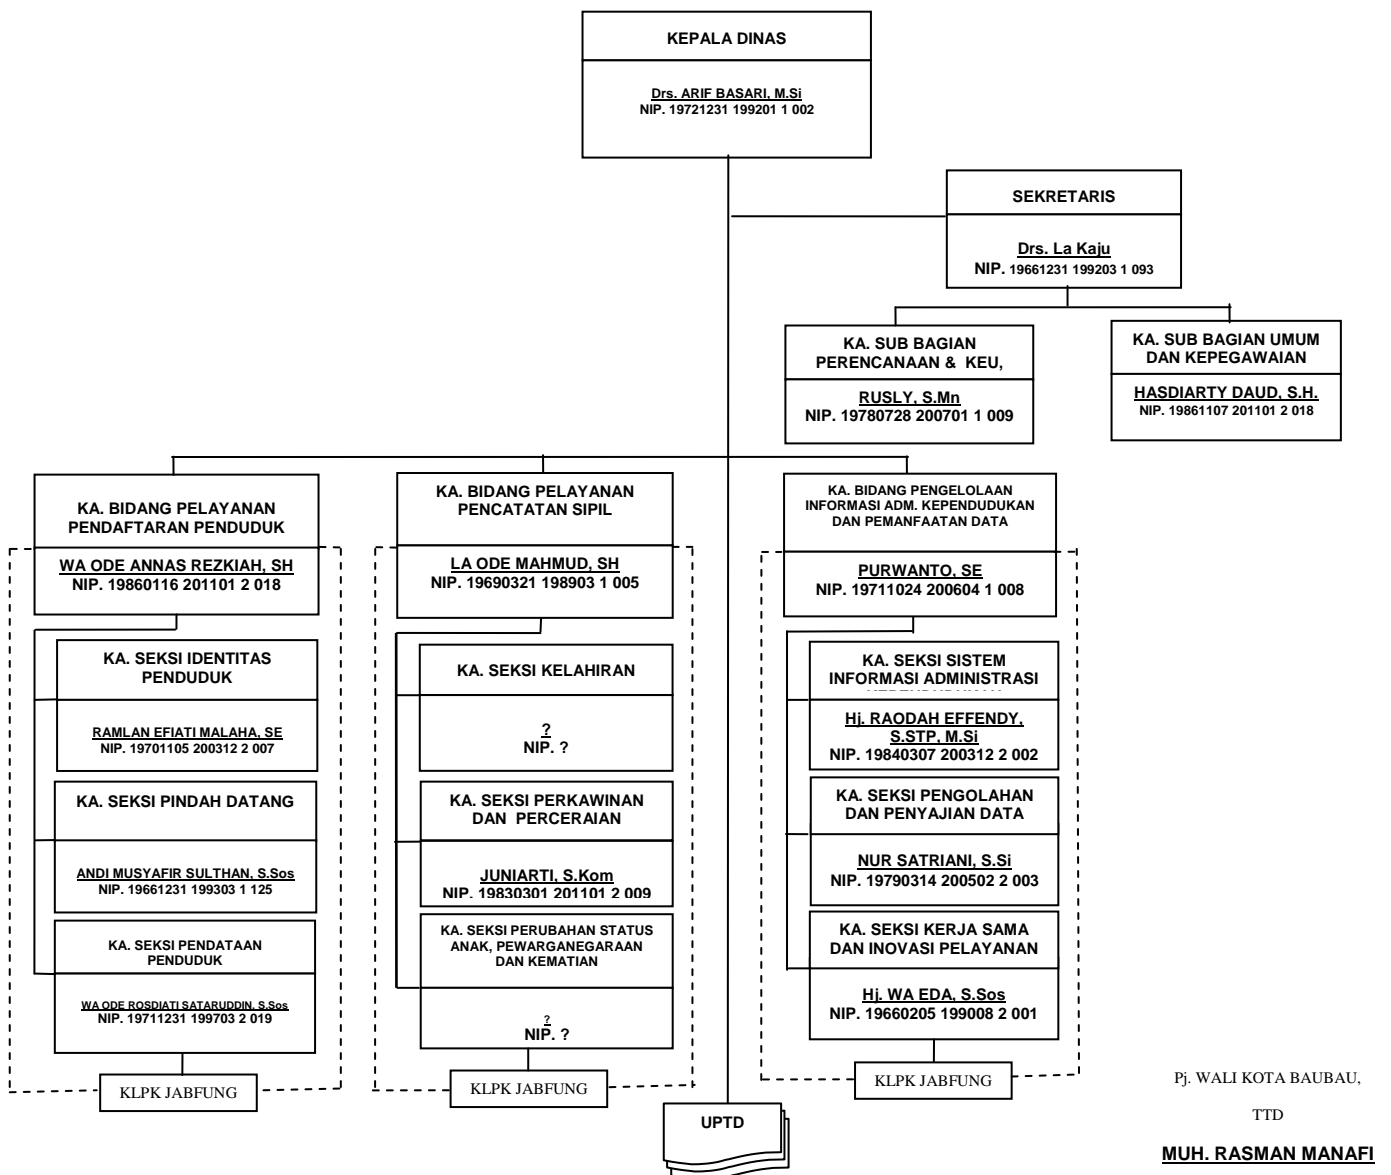 KEPALA DINAS
Drs. ARIF BASARI, M.Si
NIP. 19721231 199201 1 002
SEKRETARIS
Drs. La Kaju
NIP. 19661231 199203 1 093
KA. SUB BAGIAN
PERENCANAAN & KEU,
RUSLY, S.Mn
NIP. 19780728 200701 1 009
KA. SUB BAGIAN UMUM
DAN KEPEGAWAIAN
HASDIARTY DAUD, S.H.
NIP. 19861107 201101 2 018
KA. BIDANG PELAYANAN
PENDAFTARAN PENDUDUK
WA ODE ANNAS REZKIAH, SH
NIP. 19860116 201101 2 018
KA. SEKSI IDENTITAS
PENDUDUK
RAMLAN EFIATI MALAHA, SE
NIP. 19701105 200312 2 007
KA. SEKSI PINDAH DATANG
ANDI MUSYAFIR SULTHAN, S.Sos
NIP. 19661231 199303 1 125
KA. SEKSI PENDATAAN
PENDUDUK
WA ODE ROSDIATI SATARUDDIN, S.Sos
NIP. 19711231 199703 2 019
KLPK JABFUNG
KA. BIDANG PELAYANAN
PENCATATAN SIPIL
LA ODE MAHMUD, SH
NIP. 19690321 198903 1 005
KA. SEKSI KELAHIRAN
?
NIP. ?
KA. SEKSI PERKAWINAN
DAN PERCERAIAN
JUNIARTI, S.Kom
NIP. 19830301 201101 2 009
KA. SEKSI PERUBAHAN STATUS
ANAK, PEWARGANEGARAAN
DAN KEMATIAN
?
NIP. ?
KLPK JABFUNG
KA. BIDANG PENGELOLAAN
INFORMASI ADM. KEPENDUDUKAN
DAN PEMANFAATAN DATA
PURWANTO, SE
NIP. 19711024 200604 1 008
KA. SEKSI SISTEM
INFORMASI ADMINISTRASI
Hj. RAODAH EFFENDY,
S.STP, M.Si
NIP. 19840307 200312 2 002
KA. SEKSI PENGOLAHAN
DAN PENYAJIAN DATA
NUR SATRIANI, S.Si
NIP. 19790314 200502 2 003
KA. SEKSI KERJA SAMA
DAN INOVASI PELAYANAN
Hj. WA EDA, S.Sos
NIP. 19660205 199008 2 001
KLPK JABFUNG
UPTD
Pj. WALI KOTA BAUBAU,
TTD
MUH. RASMAN MANAFI